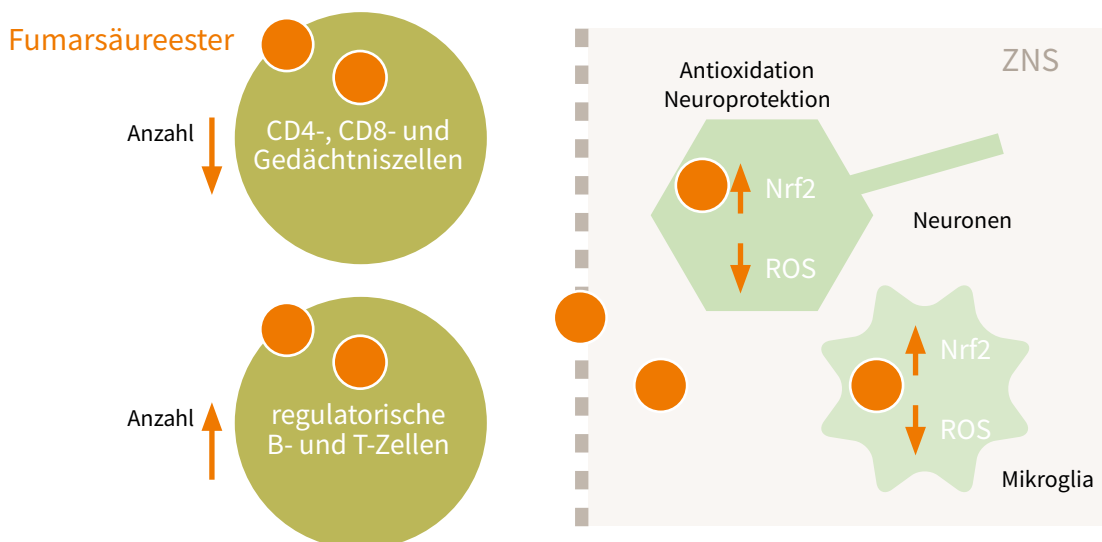 Fumarsäureester
Anzahl
CD4-, CD8- und
Gedächtniszellen
Anzahl
regulatorische
B- und T-Zellen
ZNS
Antioxidation
Neuroprotektion
Nrf2
ROS
Neuronen
Nrf2
ROS
Mikroglia